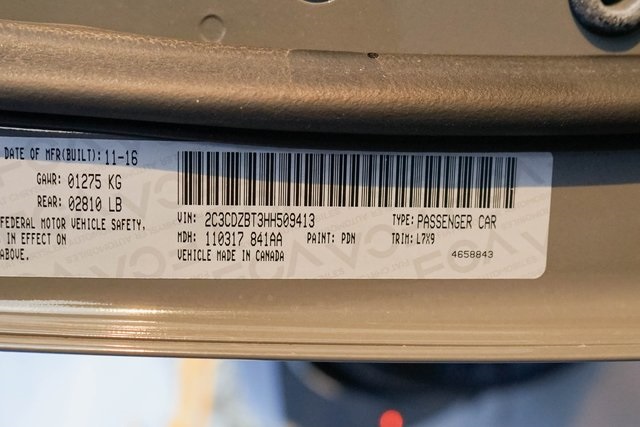 DATE OF MFR(BUILT): 11-16
GAWR: 01275 KG
REAR: 02810 LB
FEDERAL MOTOR VEHICLE SAFETY,
IN EFFECT ON
ABOVE.
VIN: 2C3CDZBT3HH509413 TYPE: PASSENGER CAR
MDH: 110317 841AA PAINT: PDN TRIM: L7X9
VEHICLE MADE IN CANADA 4658843